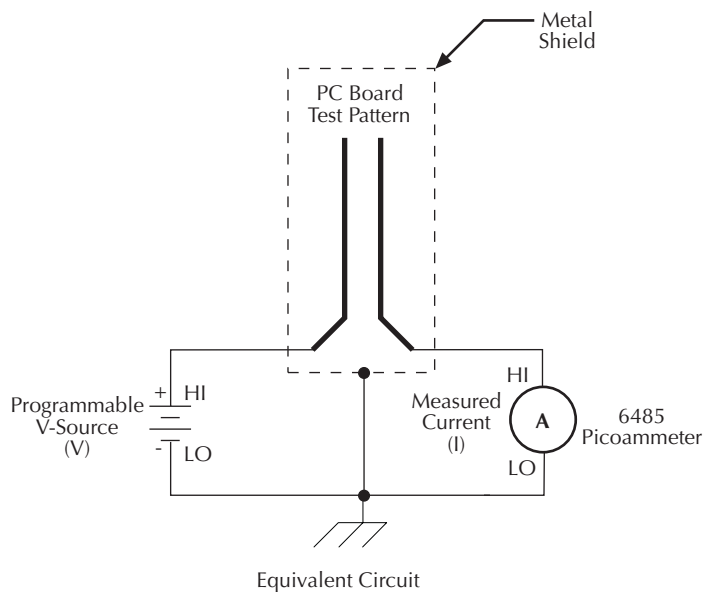 Metal
Shield
PC Board
Test Pattern
+ HI
Programmable
V-Source
(V)
- LO
HI
Measured
Current
(I)
A
6485
Picoammeter
LO
Equivalent Circuit